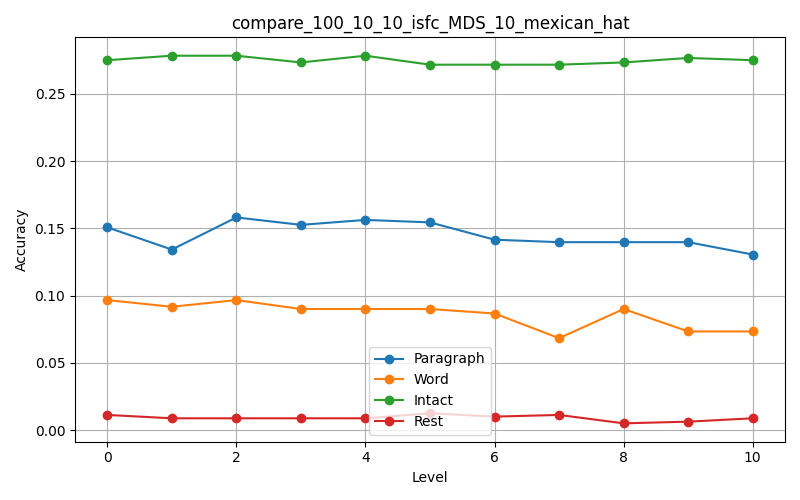 compare_100_10_10_isfc_MDS_10_mexican_hat
Accuracy
0.25
0.20
0.15
0.10
0.05
0.00
Paragraph
Word
Intact
Rest
0 2 4 6 8 10
Level